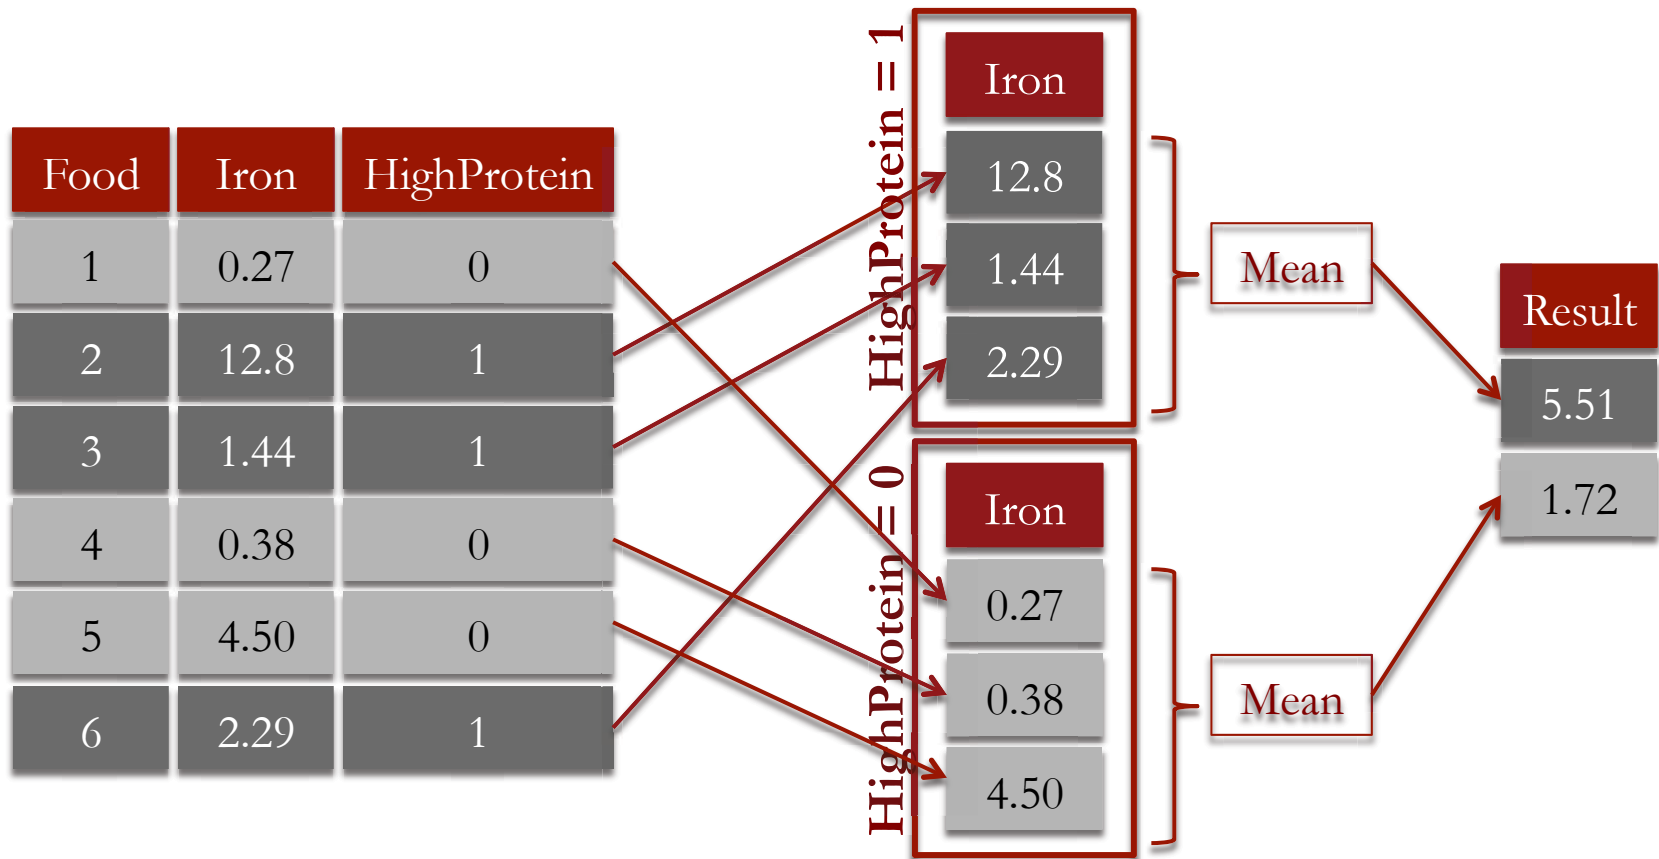 Food Iron HighProtein
1 0.27 0
2 12.8 1
3 1.44 1
4 0.38 0
5 4.50 0
6 2.29 1
HighProtein = 1
Iron
12.8
1.44
2.29
Mean
HighProtein = 0
Iron
0.27
0.38
4.50
Mean
Result
5.51
1.72